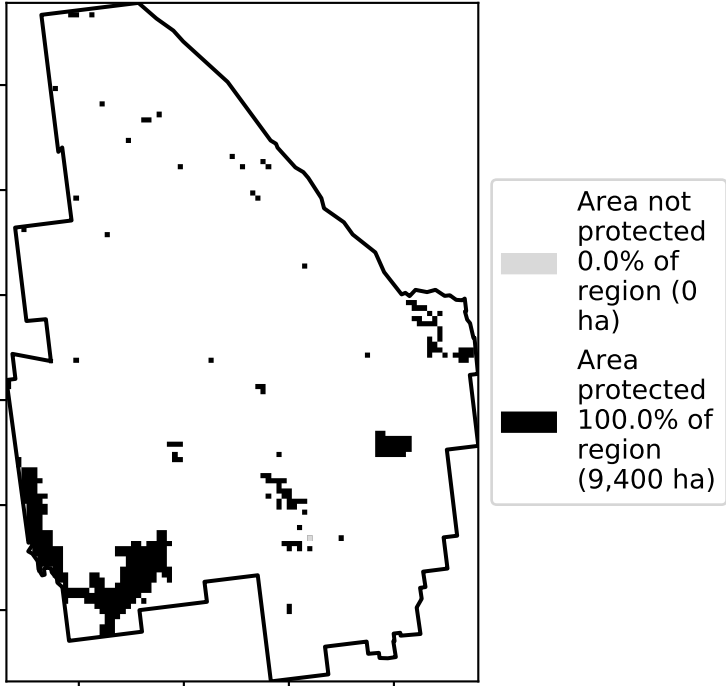 Area not
protected
0.0% of
region (0
ha)
Area
protected
100.0% of
region
(9,400 ha)